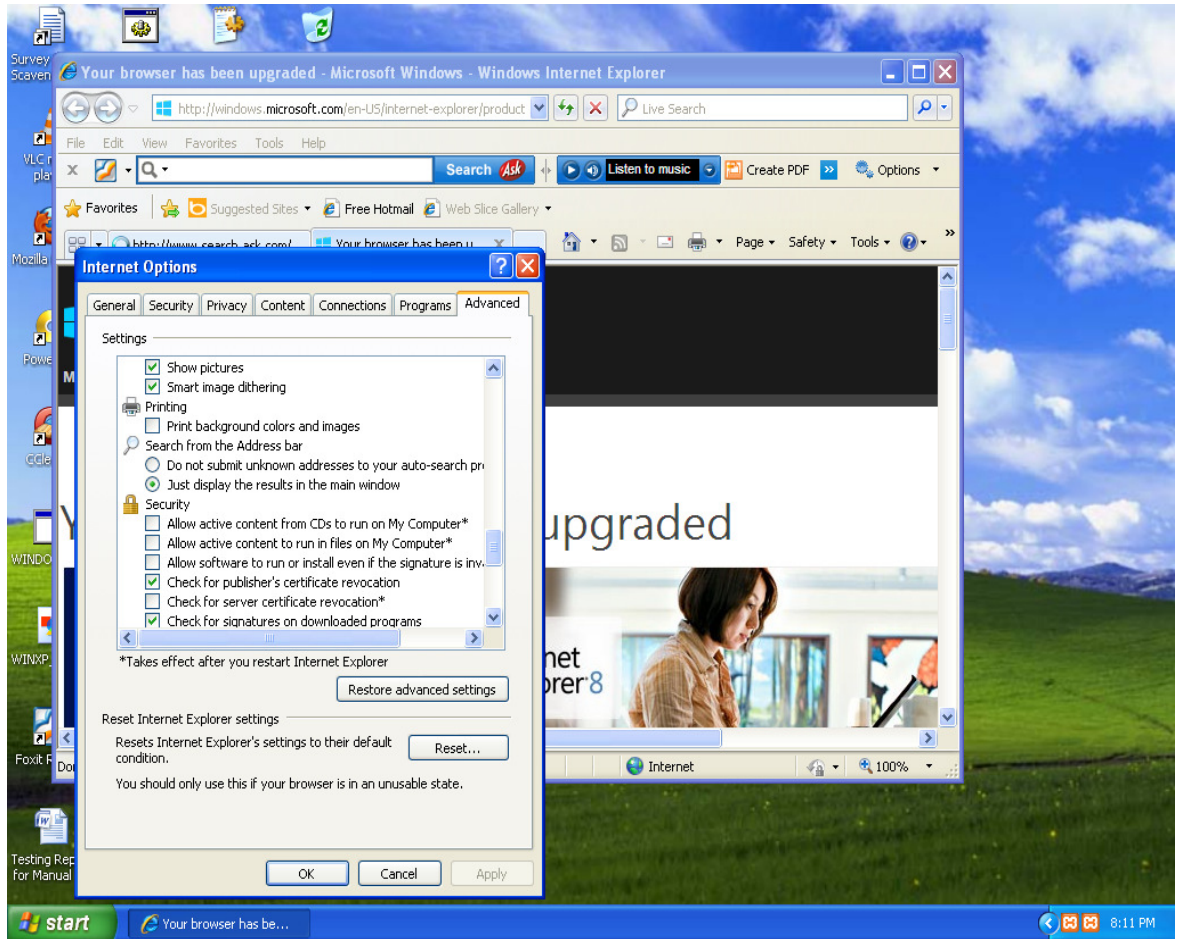 Survey
Scaven
Your browser has been upgraded - Microsoft Windows - Windows Internet Explorer
http://windows.microsoft.com/en-US/internet-explorer/product
Live Search
File Edit View Favorites Tools Help
VLC
x Search Ask Listen to music Create PDF Options
Favorites Suggested Sites Free Hotmail Web Slice Gallery
http://www.search.ask.com/ Your browser has been u X Page Safety Tools
Mozilla
Internet Options
General Security Privacy Content Connections Programs Advanced
Settings
Powe
M
Show pictures
Smart image dithering
Printing
Print background colors and images
Search from the Address bar
Do not submit unknown addresses to your auto-search pr
Just display the results in the main window
Security
Allow active content from CDs to run on My Computer*
Allow active content to run in files on My Computer*
Allow software to run or install even if the signature is inv
Check for publisher's certificate revocation
Check for server certificate revocation*
Check for signatures on downloaded programs
*Takes effect after you restart Internet Explorer
Restore advanced settings
Reset Internet Explorer settings
Resets Internet Explorer's settings to their default
condition.
Reset...
You should only use this if your browser is in an unusable state.
OK Cancel Apply
Y upgraded
net
orer 8
CCle
WINDO
WINXP
Foxit R
Do Internet 100%
Testing Rep
for Manual
start Your browser has be... 8:11 PM